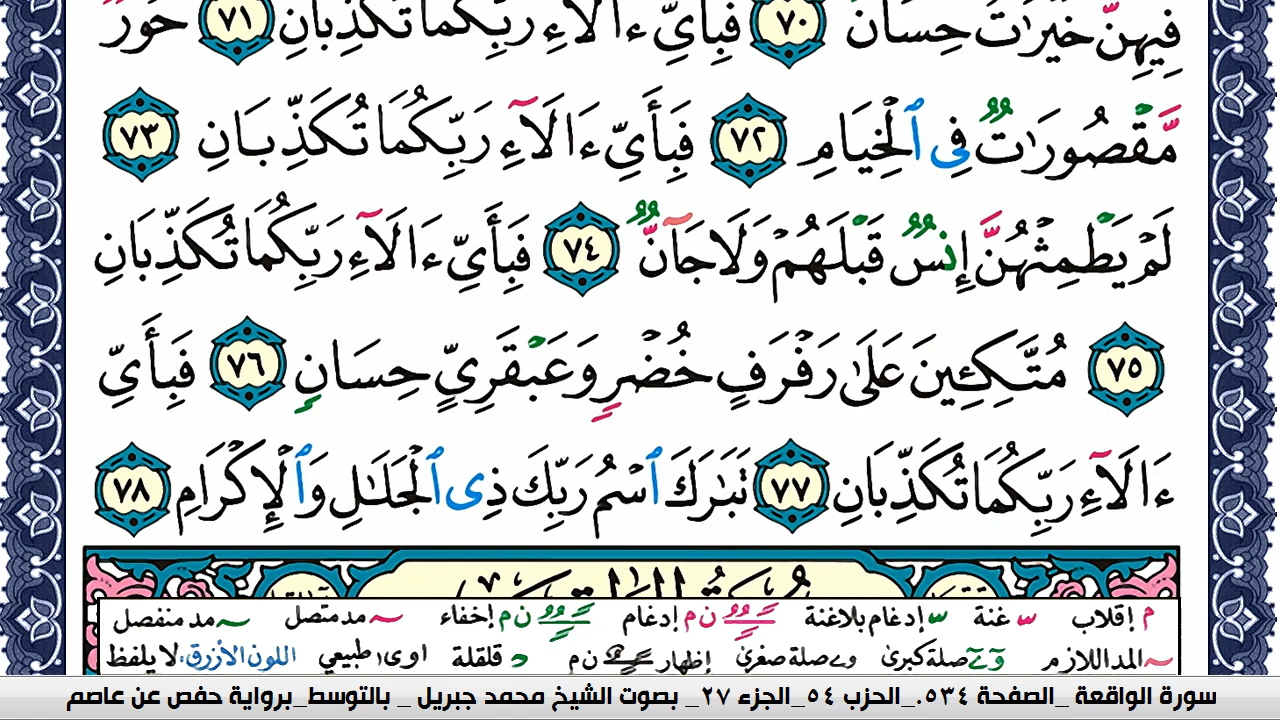 فِيهِنَّ خَيْرَٰتٌ حِسَانٌ ٧٠ فَبِأَيِّ ءَالَآءِ رَبِّكُمَا تُكَذِّبَانِ ٧١ حُورٌ
مَّقْصُورَٰتٌ فِى ٱلْخِيَامِ ٧٢ فَبِأَيِّ ءَالَآءِ رَبِّكُمَا تُكَذِّبَانِ ٧٣
لَمْ يَطْمِثْهُنَّ إِنسٌ قَبْلَهُمْ وَلَا جَآنٌّ ٧٤ فَبِأَيِّ ءَالَآءِ رَبِّكُمَا تُكَذِّبَانِ
٧٥ مُتَّكِـِٔينَ عَلَىٰ رَفْرَفٍ خُضْرٍ وَعَبْقَرِيٍّ حِسَانٍ ٧٦ فَبِأَيِّ
ءَالَآءِ رَبِّكُمَا تُكَذِّبَانِ ٧٧ تَبَٰرَكَ ٱسْمُ رَبِّكَ ذِى ٱلْجَلَٰلِ وَٱلْإِكْرَامِ ٧٨
م إقلاب س غنة س إدغام بلاغنة ن م إدغام ن م إخفاء مد متصل مد منفصل
المد اللازم صلة كبرى صلة صغرى إظهار ن م قلقلة اوى طبيعي اللون الأزرق: لا يلفظ
سورة الواقعة _الصفحة ٥٣٤._الحزب ٥٤_الجزء ٢٧_ بصوت الشيخ محمد جبريل _ بالتوسط_برواية حفص عن عاصم